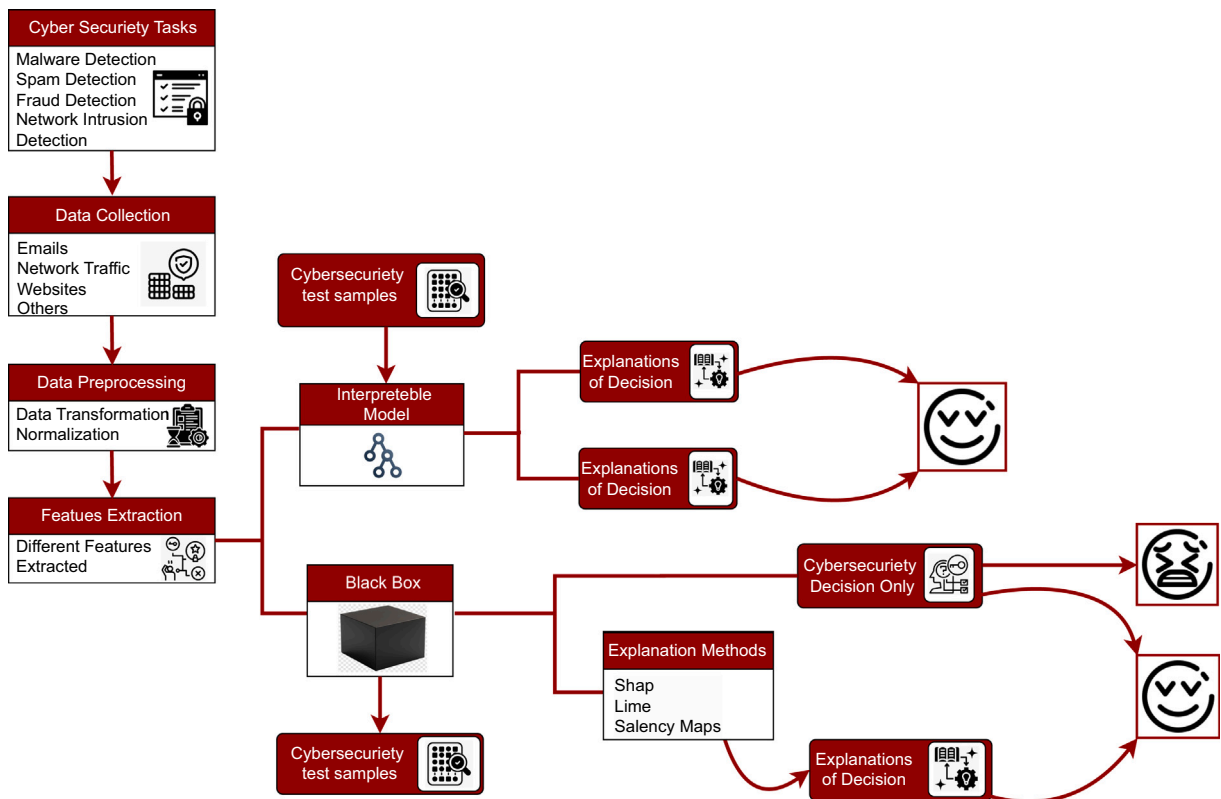 Cyber Securiety Tasks
Malware Detection
Spam Detection
Fraud Detection
Network Intrusion
Detection
Data Collection
Emails
Network Traffic
Websites
Others
Data Preprocessing
Data Transformation
Normalization
Featues Extraction
Different Features
Extracted
Cybersecuriety
test samples
Interpreteble
Model
Explanations
of Decision
Explanations
of Decision
Black Box
Cybersecuriety
test samples
Cybersecuriety
Decision Only
Explanation Methods
Shap
Lime
Salency Maps
Explanations
of Decision